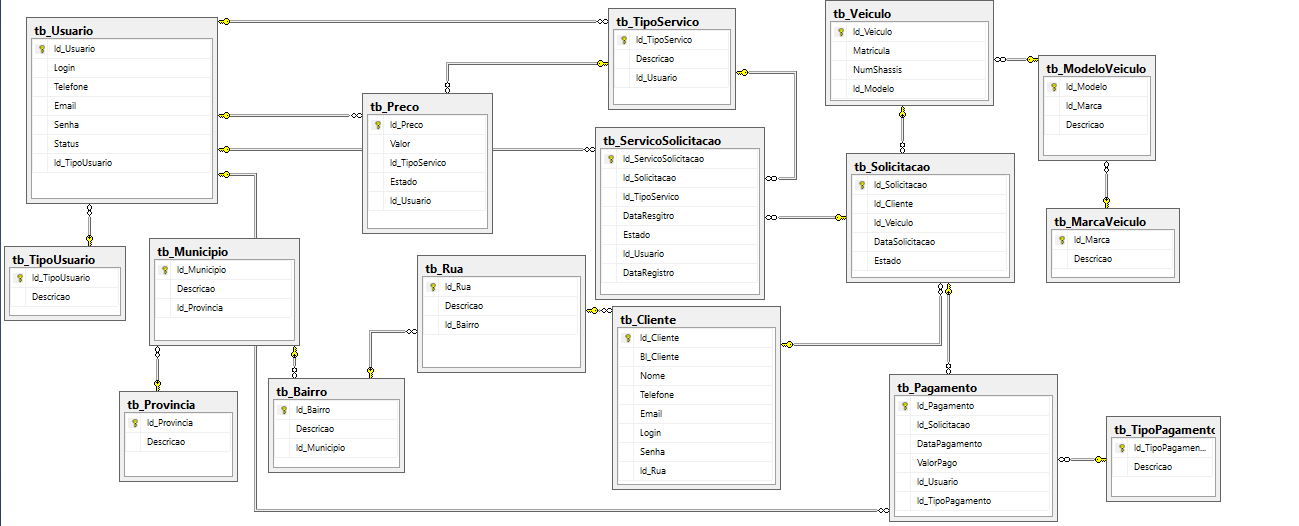 tb_Usuario
Id_Usuario
Login
Telefone
Email
Senha
Status
Id_TipoUsuario
tb_TipoServico
Id_TipoServico
Descricao
Id_Usuario
tb_Veiculo
Id_Veiculo
Matricula
NumShassis
Id_Modelo
tb_ModeloVeiculo
Id_Modelo
Id_Marca
Descricao
tb_Preco
Id_Preco
Valor
Id_TipoServico
Estado
Id_Usuario
tb_ServicoSolicitacao
Id_ServicoSolicitacao
Id_Solicitacao
Id_TipoServico
DataResgitro
Estado
Id_Usuario
DataRegistro
tb_Solicitacao
Id_Solicitacao
Id_Cliente
Id_Veiculo
DataSolicitacao
Estado
tb_MarcaVeiculo
Id_Marca
Descricao
tb_TipoUsuario
Id_TipoUsuario
Descricao
tb_Municipio
Id_Municipio
Descricao
Id_Provincia
tb_Rua
Id_Rua
Descricao
Id_Bairro
tb_Cliente
Id_Cliente
BI_Cliente
Nome
Telefone
Email
Login
Senha
Id_Rua
tb_Provincia
Id_Provincia
Descricao
tb_Bairro
Id_Bairro
Descricao
Id_Municipio
tb_Pagamento
Id_Pagamento
Id_Solicitacao
DataPagamento
ValorPago
Id_Usuario
Id_TipoPagamento
tb_TipoPagamento
Id_TipoPagamen...
Descricao